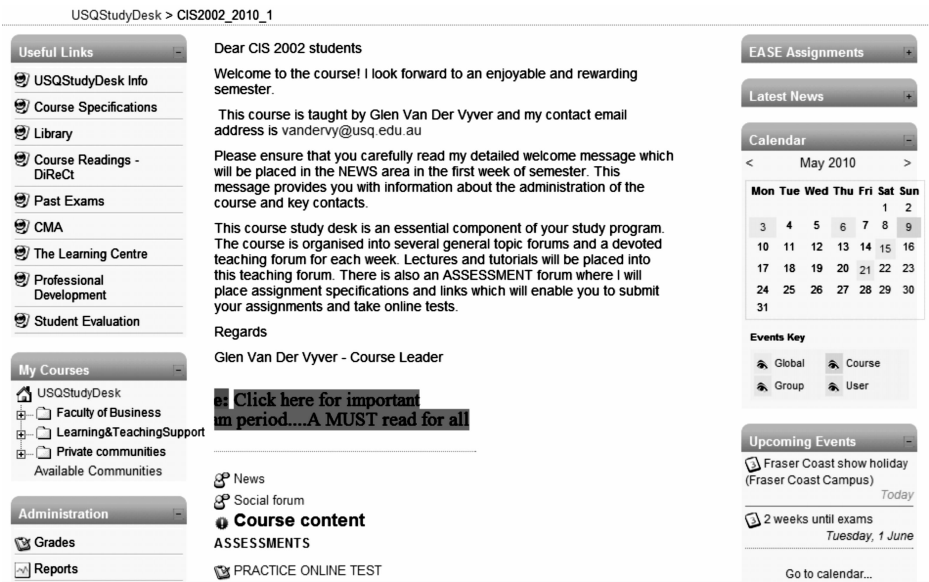 USQStudyDesk > CIS2002_2010_1
Useful Links
USQStudyDesk Info
Course Specifications
Library
Course Readings -
DiReCt
Past Exams
CMA
The Learning Centre
Professional
Development
Student Evaluation
My Courses
USQStudyDesk
Faculty of Business
Learning&TeachingSupport
Private communities
Available Communities
Administration
Grades
Reports
Dear CIS 2002 students
Welcome to the course! I look forward to an enjoyable and rewarding
semester.
This course is taught by Glen Van Der Vyver and my contact email
address is vandervy@usq.edu.au
Please ensure that you carefully read my detailed welcome message which
will be placed in the NEWS area in the first week of semester. This
message provides you with information about the administration of the
course and key contacts.
This course study desk is an essential component of your study program.
The course is organised into several general topic forums and a devoted
teaching forum for each week. Lectures and tutorials will be placed into
this teaching forum. There is also an ASSESSMENT forum where I will
place assignment specifications and links which will enable you to submit
your assignments and take online tests.
Regards
Glen Van Der Vyver - Course Leader
e: Click here for important
m period....A MUST read for all
News
Social forum
Course content
ASSESSMENTS
PRACTICE ONLINE TEST
EASE Assignments
Latest News
Calendar
< May 2010 >
Mon Tue Wed Thu Fri Sat Sun
1 2
3 4 5 6 7 8 9
10 11 12 13 14 15 16
17 18 19 20 21 22 23
24 25 26 27 28 29 30
31
Events Key
Global Course
Group User
Upcoming Events
Fraser Coast show holiday
(Fraser Coast Campus)
Today
2 weeks until exams
Tuesday, 1 June
Go to calendar...